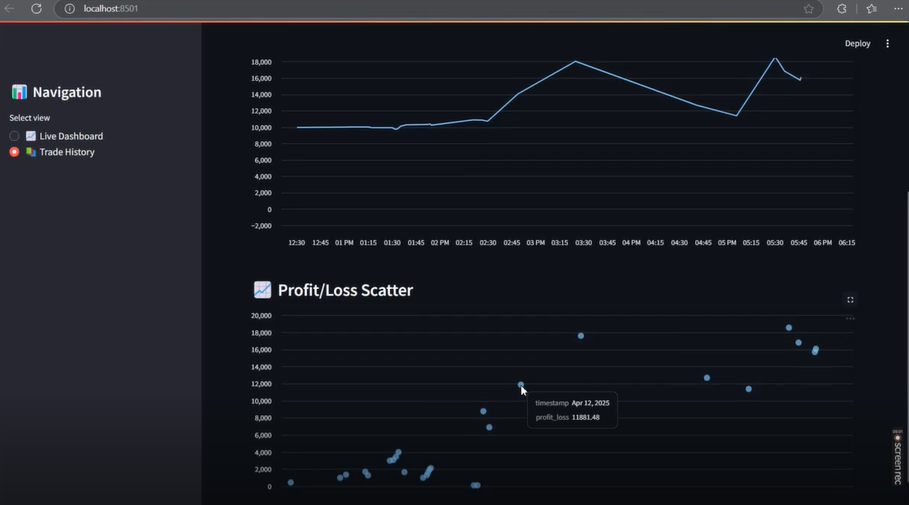 localhost:8501
Deploy
Navigation
Select view
Live Dashboard
Trade History
18,000
16,000
14,000
12,000
10,000
8,000
6,000
4,000
2,000
0
−2,000
12:30 12:45 01 PM 01:15 01:30 01:45 02 PM 02:15 02:30 02:45 03 PM 03:15 03:30 03:45 04 PM 04:15 04:30 04:45 05 PM 05:15 05:30 05:45 06 PM 06:15
Profit/Loss Scatter
20,000
18,000
16,000
14,000
12,000
10,000
8,000
6,000
4,000
2,000
0
timestamp Apr 12, 2025
profit_loss 11881.48
screenrec